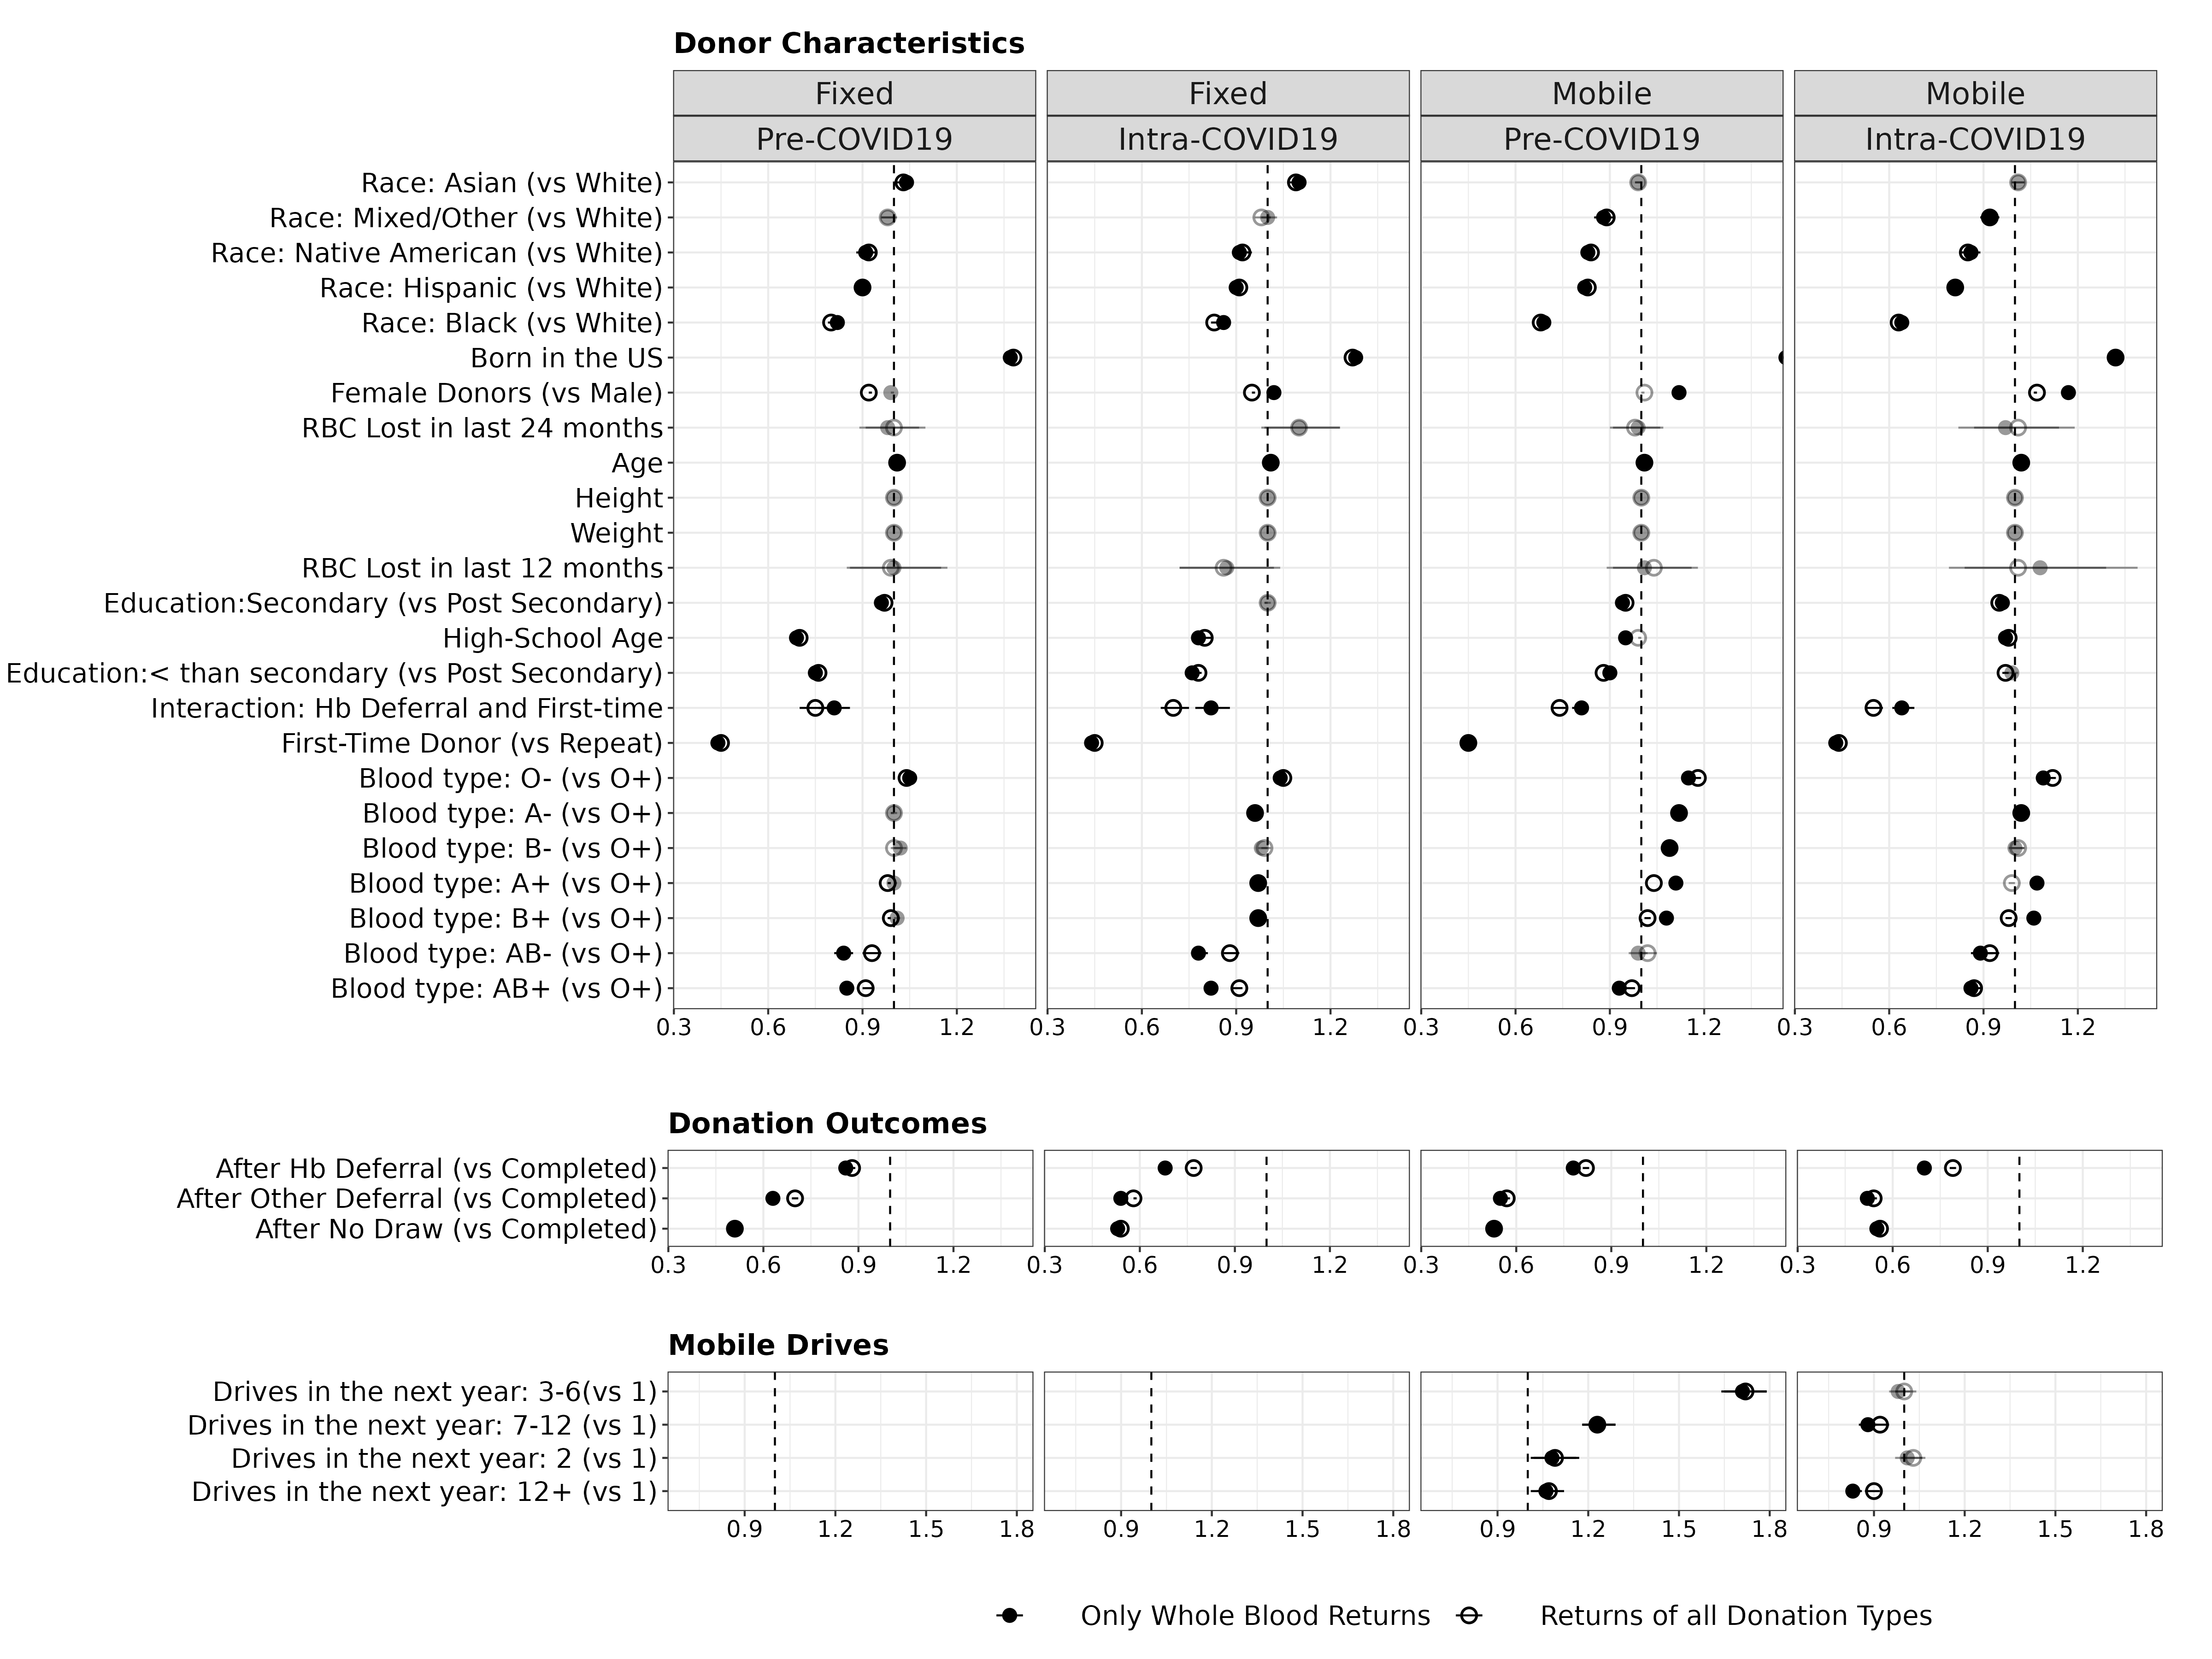 Donor Characteristics
Fixed Fixed Mobile Mobile
Pre-COVID19 Intra-COVID19 Pre-COVID19 Intra-COVID19
Race: Asian (vs White)
Race: Mixed/Other (vs White)
Race: Native American (vs White)
Race: Hispanic (vs White)
Race: Black (vs White)
Born in the US
Female Donors (vs Male)
RBC Lost in last 24 months
Age
Height
Weight
RBC Lost in last 12 months
Education:Secondary (vs Post Secondary)
High-School Age
Education:< than secondary (vs Post Secondary)
Interaction: Hb Deferral and First-time
First-Time Donor (vs Repeat)
Blood type: O- (vs O+)
Blood type: A- (vs O+)
Blood type: B- (vs O+)
Blood type: A+ (vs O+)
Blood type: B+ (vs O+)
Blood type: AB- (vs O+)
Blood type: AB+ (vs O+)
0.3 0.6 0.9 1.2 0.3 0.6 0.9 1.2 0.3 0.6 0.9 1.2 0.3 0.6 0.9 1.2
Donation Outcomes
After Hb Deferral (vs Completed)
After Other Deferral (vs Completed)
After No Draw (vs Completed)
0.3 0.6 0.9 1.2 0.3 0.6 0.9 1.2 0.3 0.6 0.9 1.2 0.3 0.6 0.9 1.2
Mobile Drives
Drives in the next year: 3-6(vs 1)
Drives in the next year: 7-12 (vs 1)
Drives in the next year: 2 (vs 1)
Drives in the next year: 12+ (vs 1)
0.9 1.2 1.5 1.8 0.9 1.2 1.5 1.8 0.9 1.2 1.5 1.8 0.9 1.2 1.5 1.8
Only Whole Blood Returns Returns of all Donation Types